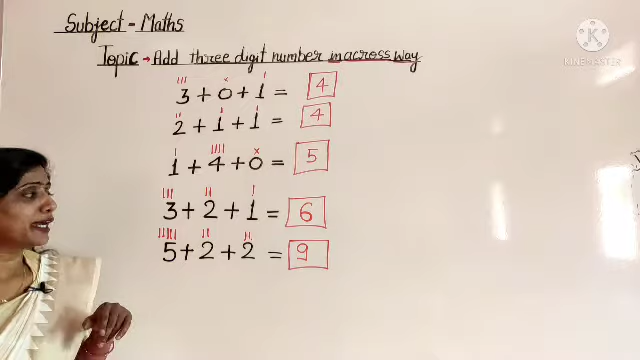 Subject - Maths
Topic → Add three digit number in across way
3 + 0 + 1 = 4
2 + 1 + 1 = 4
1 + 4 + 0 = 5
3 + 2 + 1 = 6
5 + 2 + 2 = 9
K
KINEMASTER